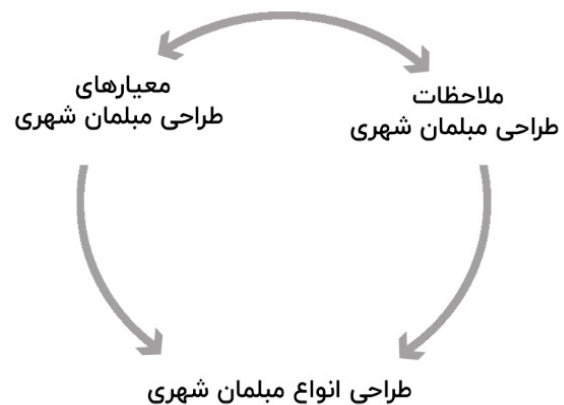 ملاحظات
طراحی مبلمان شهری
معیارهای
طراحی مبلمان شهری
طراحی انواع مبلمان شهری